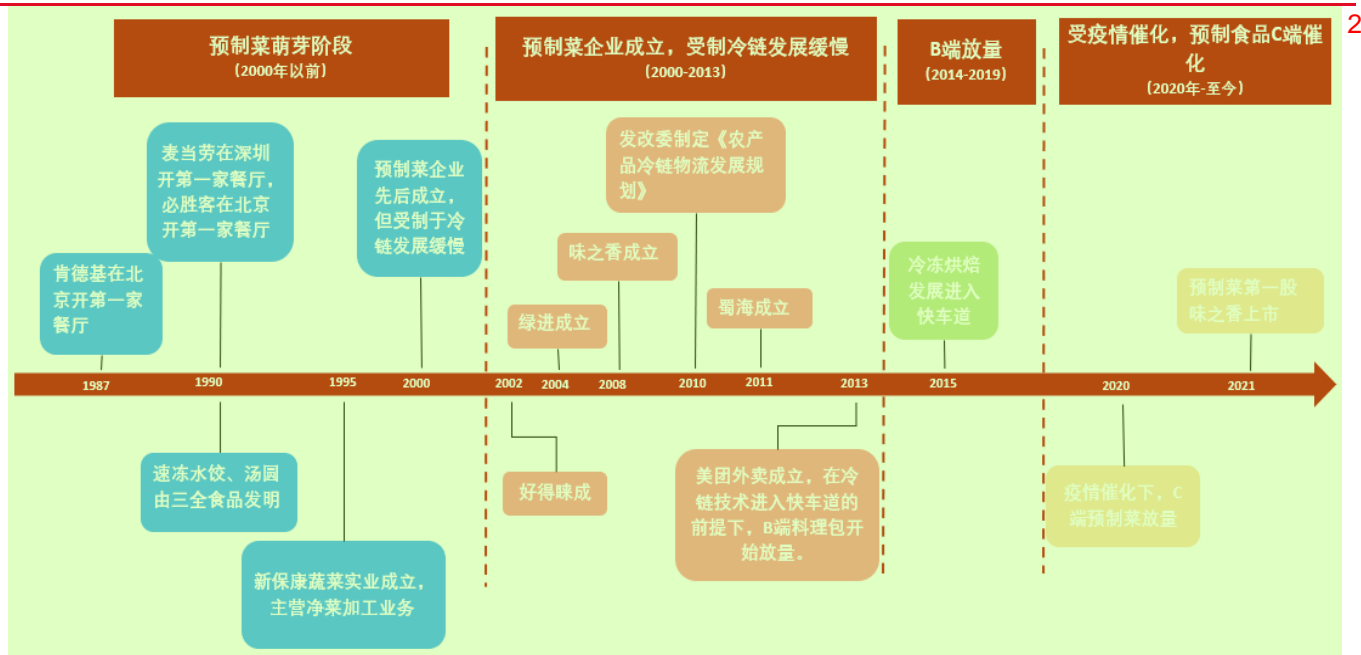 2
预制菜萌芽阶段
(2000年以前)
预制菜企业成立，受制冷链发展缓慢
(2000-2013)
B端放量
(2014-2019)
受疫情催化，预制食品C端催
化
(2020年-至今)
麦当劳在深圳
开第一家餐厅，
必胜客在北京
开第一家餐厅
预制菜企业
先后成立，
但受制于冷
链发展缓慢
发改委制定《农产
品冷链物流发展规
划》
肯德基在北
京开第一家
餐厅
味之香成立
绿进成立
蜀海成立
冷冻烘焙
发展进入
快车道
预制菜第一股
味之香上市
1987
1990
1995
2000
2002
2004
2008
2010
2011
2013
2015
2020
2021
速冻水饺、汤圆
由三全食品发明
新保康蔬菜实业成立，
主营净菜加工业务
好得睐成
美团外卖成立，在冷
链技术进入快车道的
前提下，B端料理包开
始放量。
疫情催化下，C
端预制菜放量